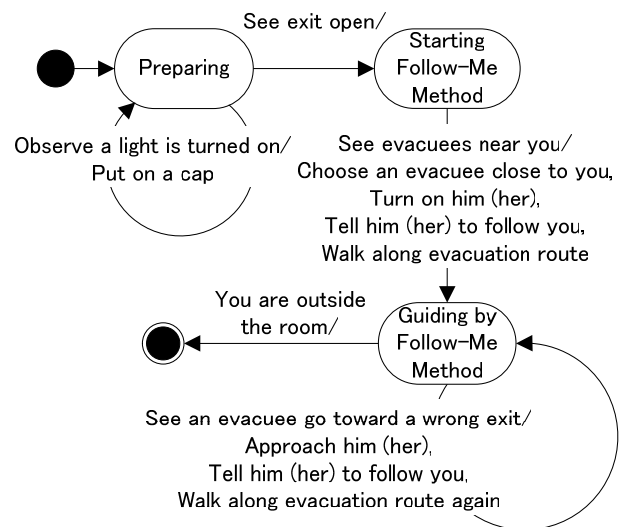 See exit open/
Preparing
Starting
Follow-Me
Method
Observe a light is turned on/
Put on a cap
See evacuees near you/
Choose an evacuee close to you,
Turn on him (her),
Tell him (her) to follow you,
Walk along evacuation route
You are outside
the room/
Guiding by
Follow-Me
Method
See an evacuee go toward a wrong exit/
Approach him (her),
Tell him (her) to follow you,
Walk along evacuation route again